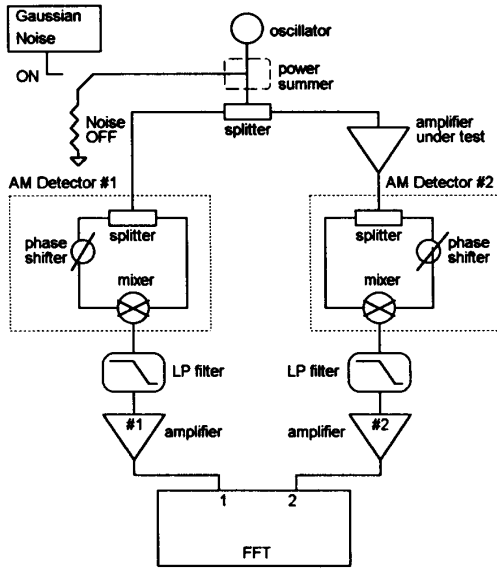 Gaussian
Noise
oscillator
ON
power
summer
Noise
OFF
splitter
amplifier
under test
AM Detector #1
AM Detector #2
splitter
splitter
phase
shifter
phase
shifter
mixer
mixer
LP filter
LP filter
#1
amplifier
amplifier
#2
1
2
FFT